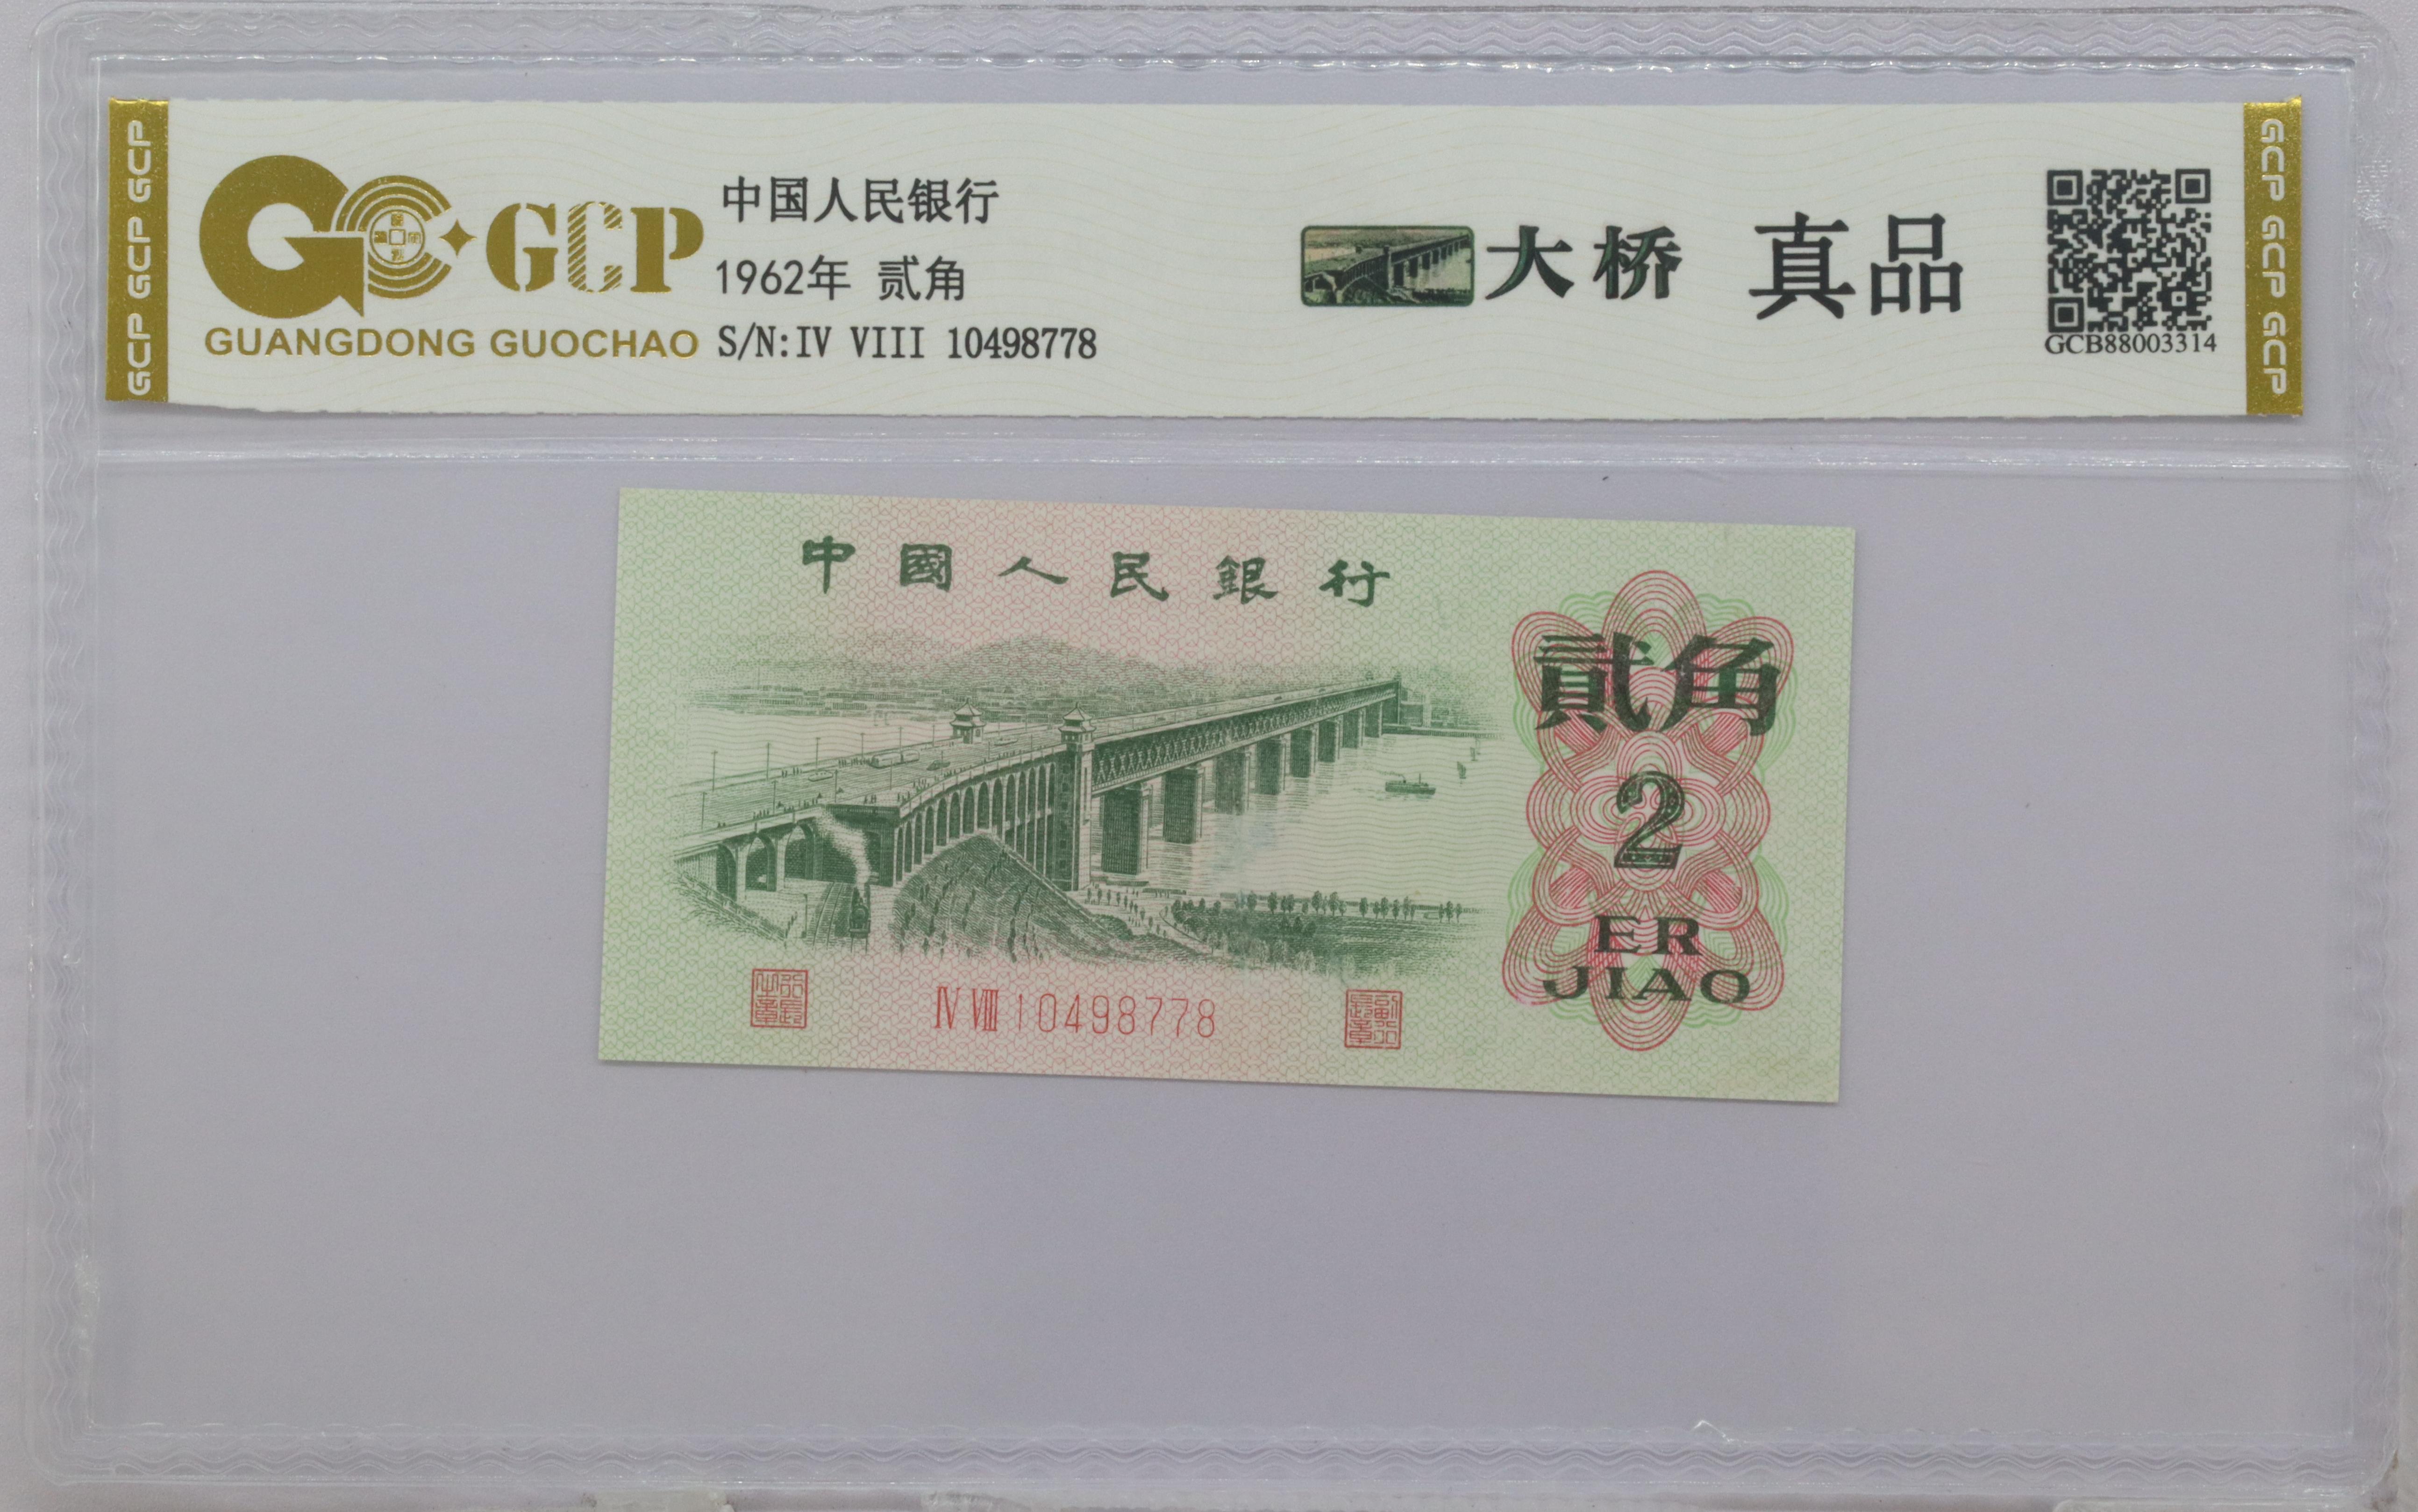 GCP GCP GCP
GCP
GUANGDONG GUOCHAO
中国人民银行
1962年 贰角
S/N:IV VIII 10498778
大桥 真品
GCB88003314
GCP GCP GCP
中國人民銀行
貳角
2
ER
JIAO
IV VIII 10498778